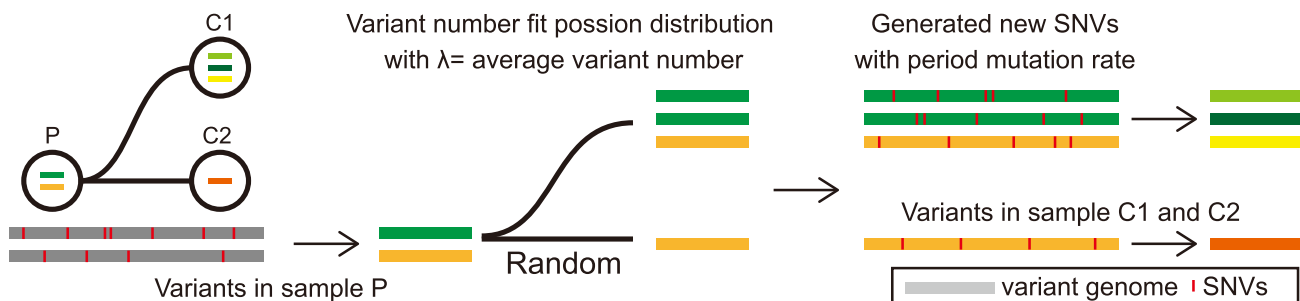 C1
P
C2
Variants in sample P
Variant number fit possion distribution
with λ= average variant number
Random
Generated new SNVs
with period mutation rate
Variants in sample C1 and C2
variant genome
SNVs